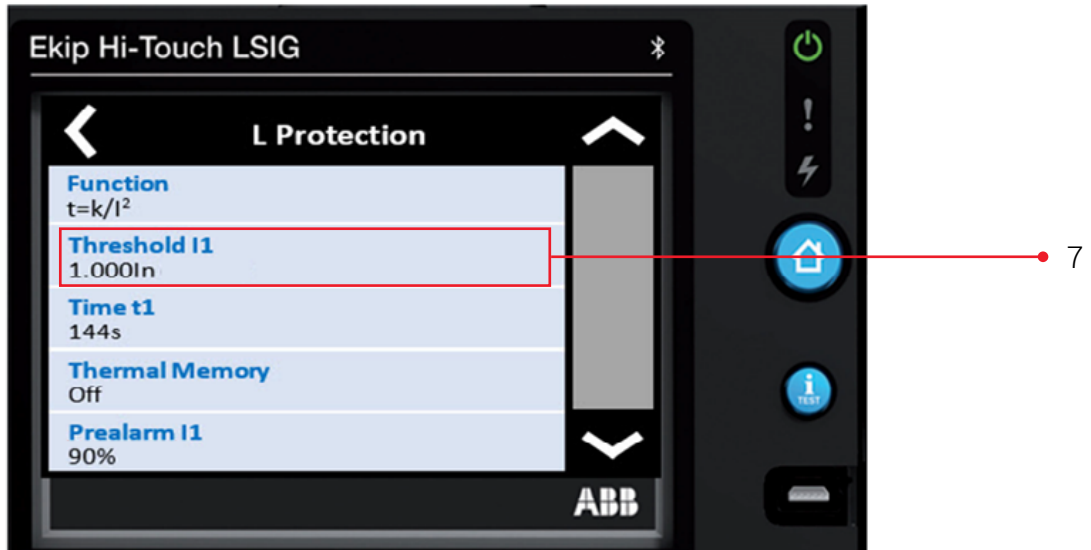 Ekip Hi-Touch LSIG
L Protection
Function
t=k/I²
Threshold I1
1.000In
7
Time t1
144s
Thermal Memory
Off
Prealarm I1
90%
i
TEST
ABB